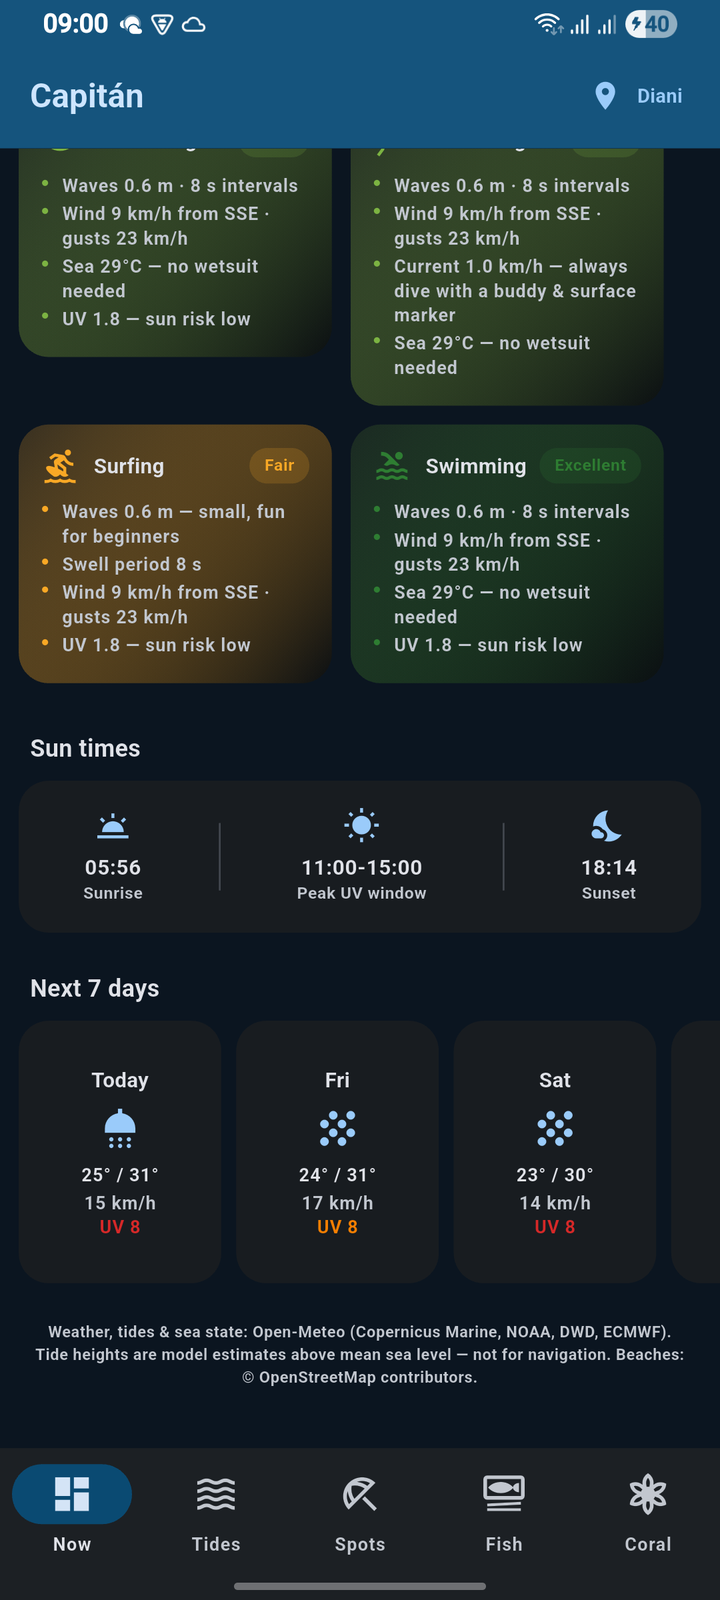 09:00
40
Capitán
Diani
Waves 0.6 m · 8 s intervals
Wind 9 km/h from SSE ·
gusts 23 km/h
Sea 29°C — no wetsuit
needed
UV 1.8 — sun risk low
Waves 0.6 m · 8 s intervals
Wind 9 km/h from SSE ·
gusts 23 km/h
Current 1.0 km/h — always
dive with a buddy & surface
marker
Sea 29°C — no wetsuit
needed
Surfing
Fair
Waves 0.6 m — small, fun
for beginners
Swell period 8 s
Wind 9 km/h from SSE ·
gusts 23 km/h
UV 1.8 — sun risk low
Swimming
Excellent
Waves 0.6 m · 8 s intervals
Wind 9 km/h from SSE ·
gusts 23 km/h
Sea 29°C — no wetsuit
needed
UV 1.8 — sun risk low
Sun times
05:56
Sunrise
11:00-15:00
Peak UV window
18:14
Sunset
Next 7 days
Today
25° / 31°
15 km/h
UV 8
Fri
24° / 31°
17 km/h
UV 8
Sat
23° / 30°
14 km/h
UV 8
Weather, tides & sea state: Open-Meteo (Copernicus Marine, NOAA, DWD, ECMWF).
Tide heights are model estimates above mean sea level — not for navigation. Beaches:
© OpenStreetMap contributors.
Now
Tides
Spots
Fish
Coral